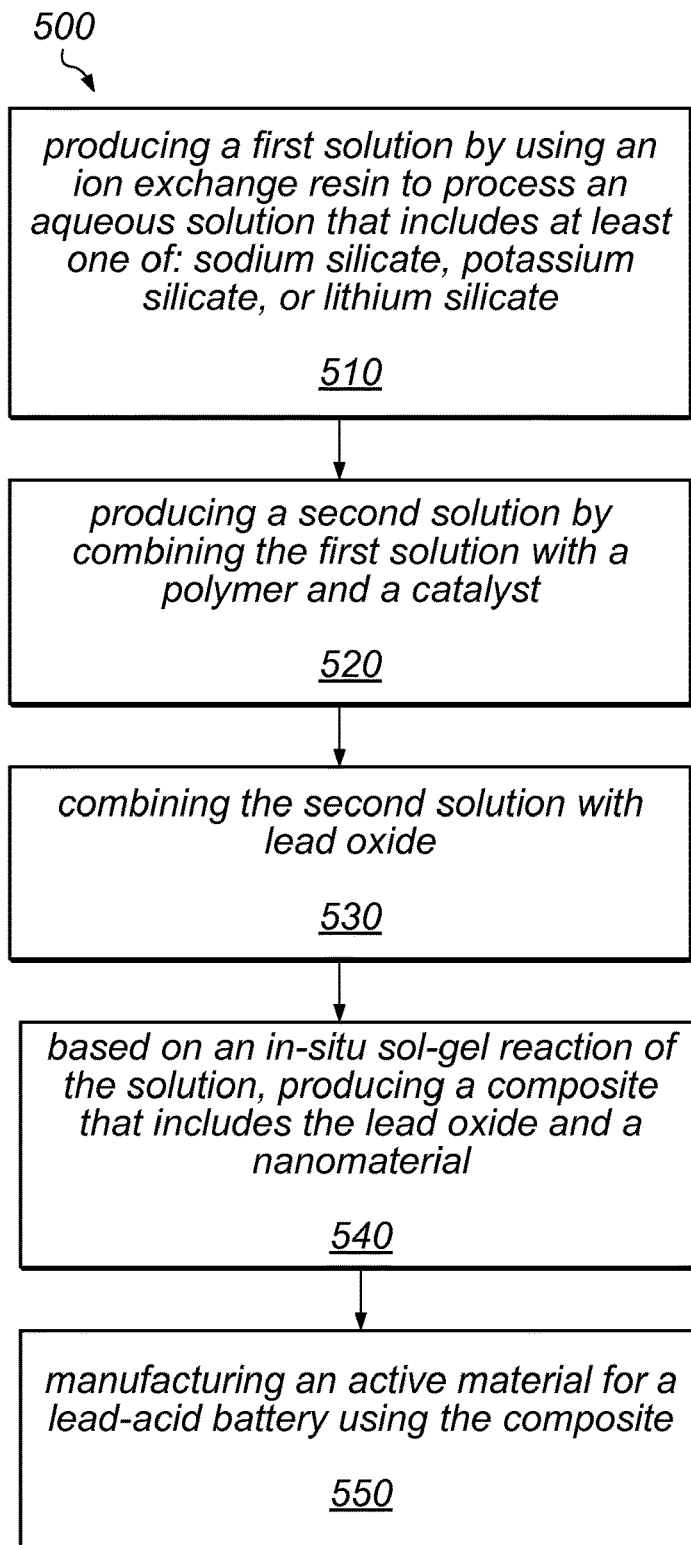 500
producing a first solution by using an
ion exchange resin to process an
aqueous solution that includes at least
one of: sodium silicate, potassium
silicate, or lithium silicate
510
producing a second solution by
combining the first solution with a
polymer and a catalyst
520
combining the second solution with
lead oxide
530
based on an in-situ sol-gel reaction of
the solution, producing a composite
that includes the lead oxide and a
nanomaterial
540
manufacturing an active material for a
lead-acid battery using the composite
550